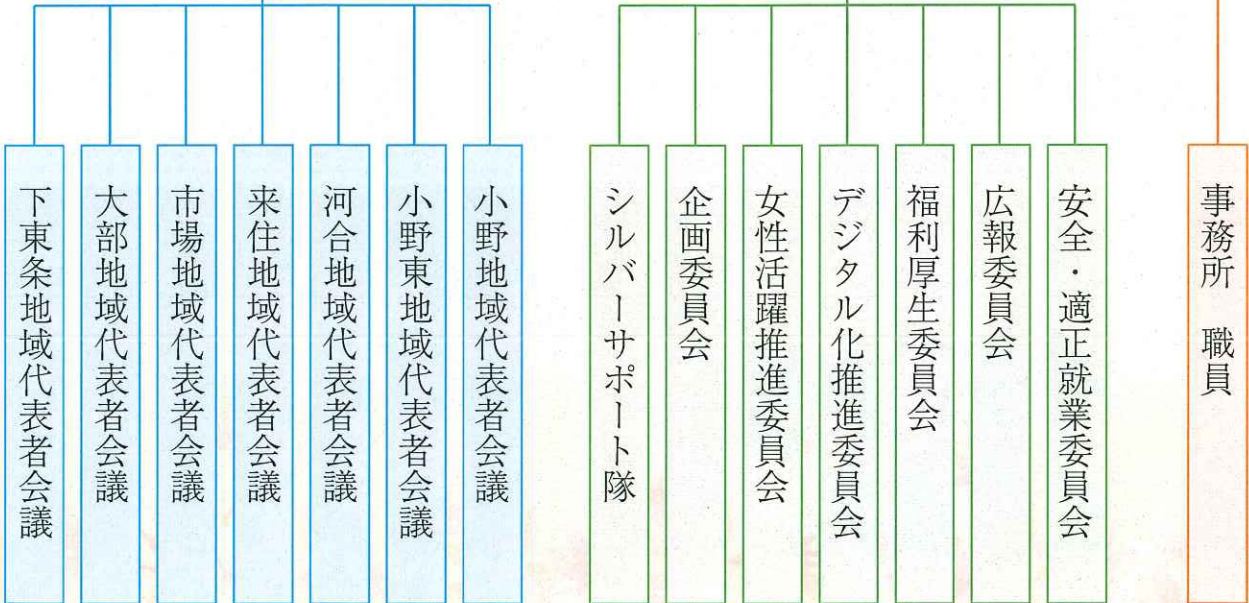 事務所　職員
安全・適正就業委員会
広報委員会
福利厚生委員会
デジタル化推進委員会
女性活躍推進委員会
企画委員会
シルバーサポート隊
小野地域代表者会議
小野東地域代表者会議
河合地域代表者会議
来住地域代表者会議
市場地域代表者会議
大部地域代表者会議
下東条地域代表者会議